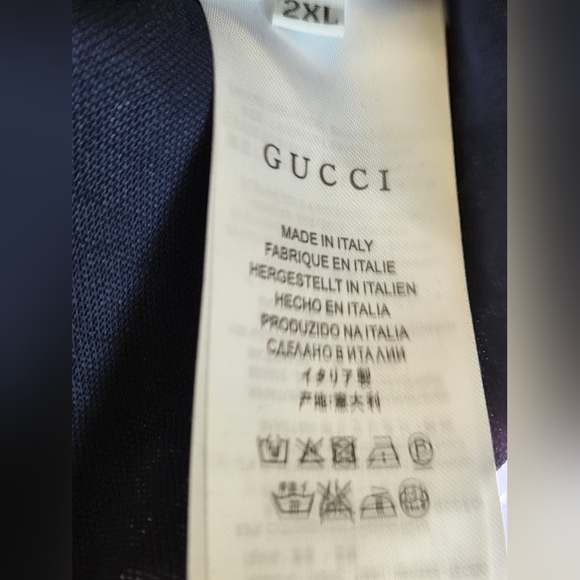 2XL
GUCCI
MADE IN ITALY
FABRIQUE EN ITALIE
HERGESTELLT IN ITALIEN
HECHO EN ITALIA
PRODUZIDO NA ITALIA
СДЕЛАНО В ИТАЛИИ
イタリア製
产地:意大利